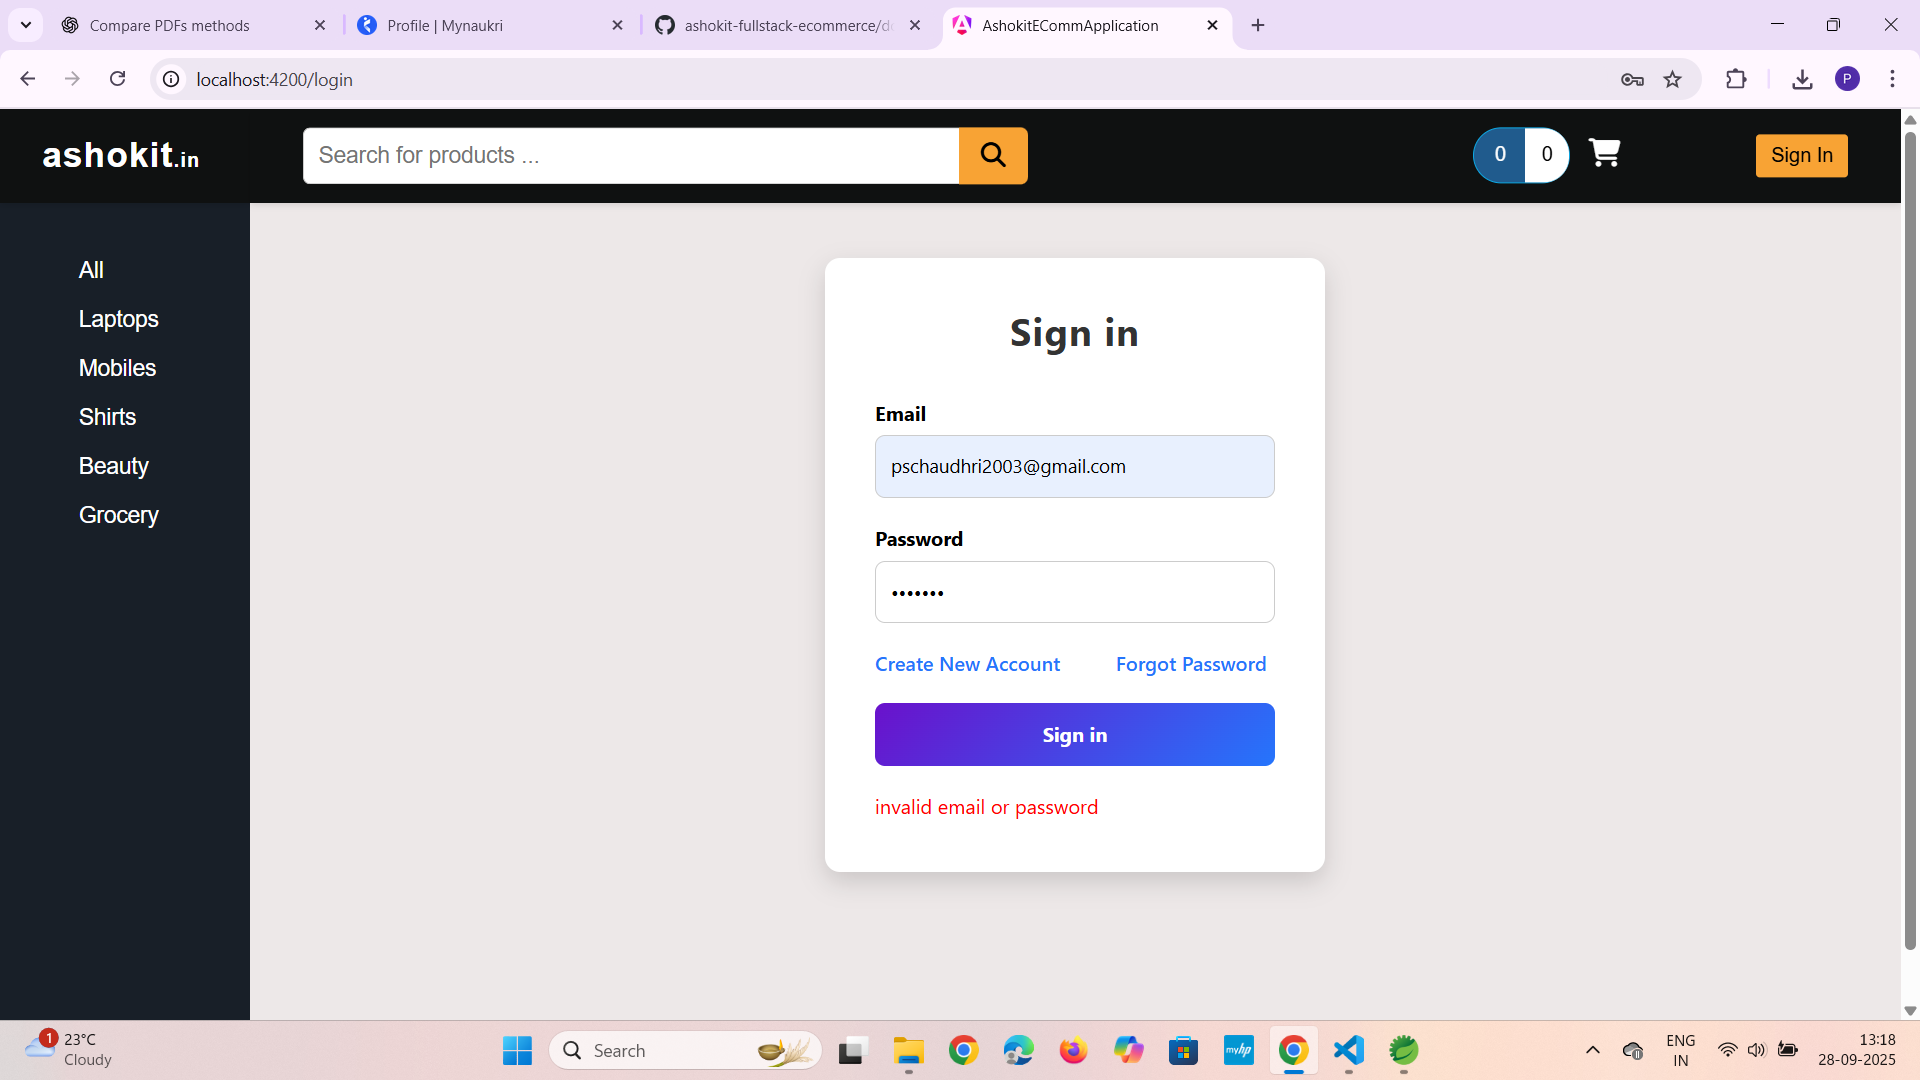 Compare PDFs methods
Profile | Mynaukri
ashokit-fullstack-ecommerce/d
AshokitECommApplication
localhost:4200/login
P
ashokit.in
Search for products ...
0
0
Sign In
All
Laptops
Mobiles
Shirts
Beauty
Grocery
Sign in
Email
pschaudhri2003@gmail.com
Password
Create New Account
Forgot Password
Sign in
invalid email or password
1
23°C
Cloudy
Search
myhp
ENG
IN
13:18
28-09-2025